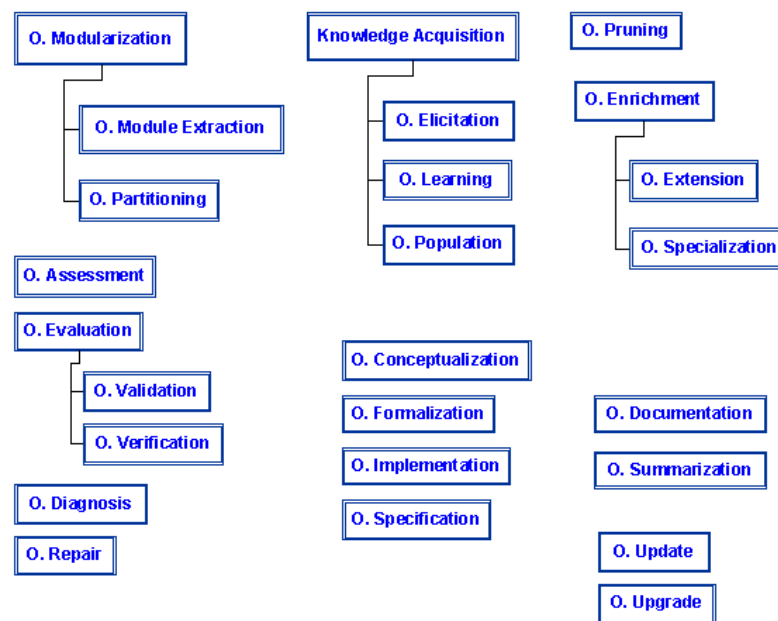 O. Modularization
O. Module Extraction
O. Partitioning
Knowledge Acquisition
O. Elicitation
O. Learning
O. Population
O. Pruning
O. Enrichment
O. Extension
O. Specialization
O. Assessment
O. Evaluation
O. Validation
O. Verification
O. Diagnosis
O. Repair
O. Conceptualization
O. Formalization
O. Implementation
O. Specification
O. Documentation
O. Summarization
O. Update
O. Upgrade